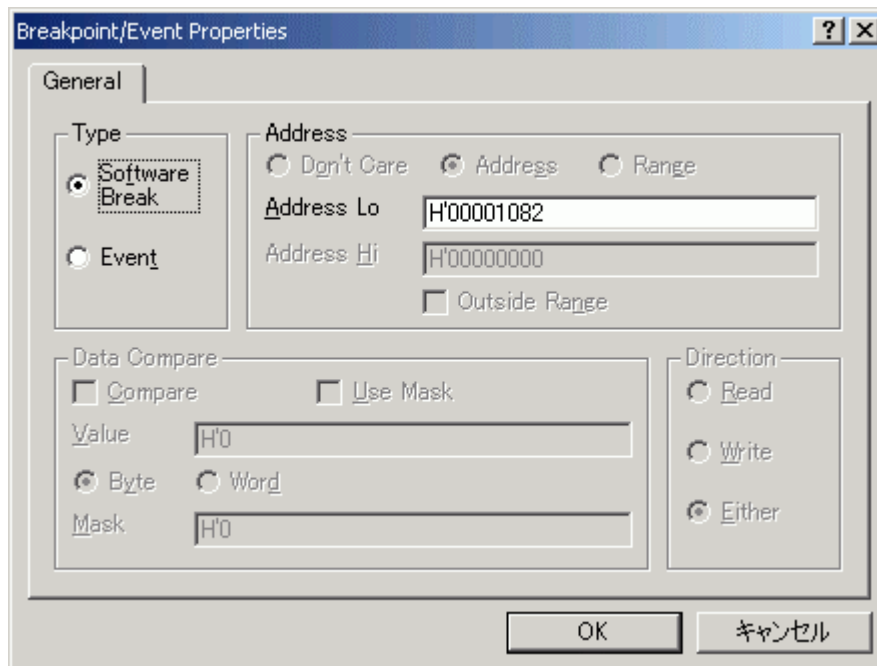 Breakpoint/Event Properties
General
Type
Software
Break
Event
Address
Don't Care Address Range
Address Lo H'00001082
Address Hi H'00000000
Outside Range
Data Compare
Compare Use Mask
Value H'0
Byte Word
Mask H'0
Direction
Read
Write
Either
OK キャンセル